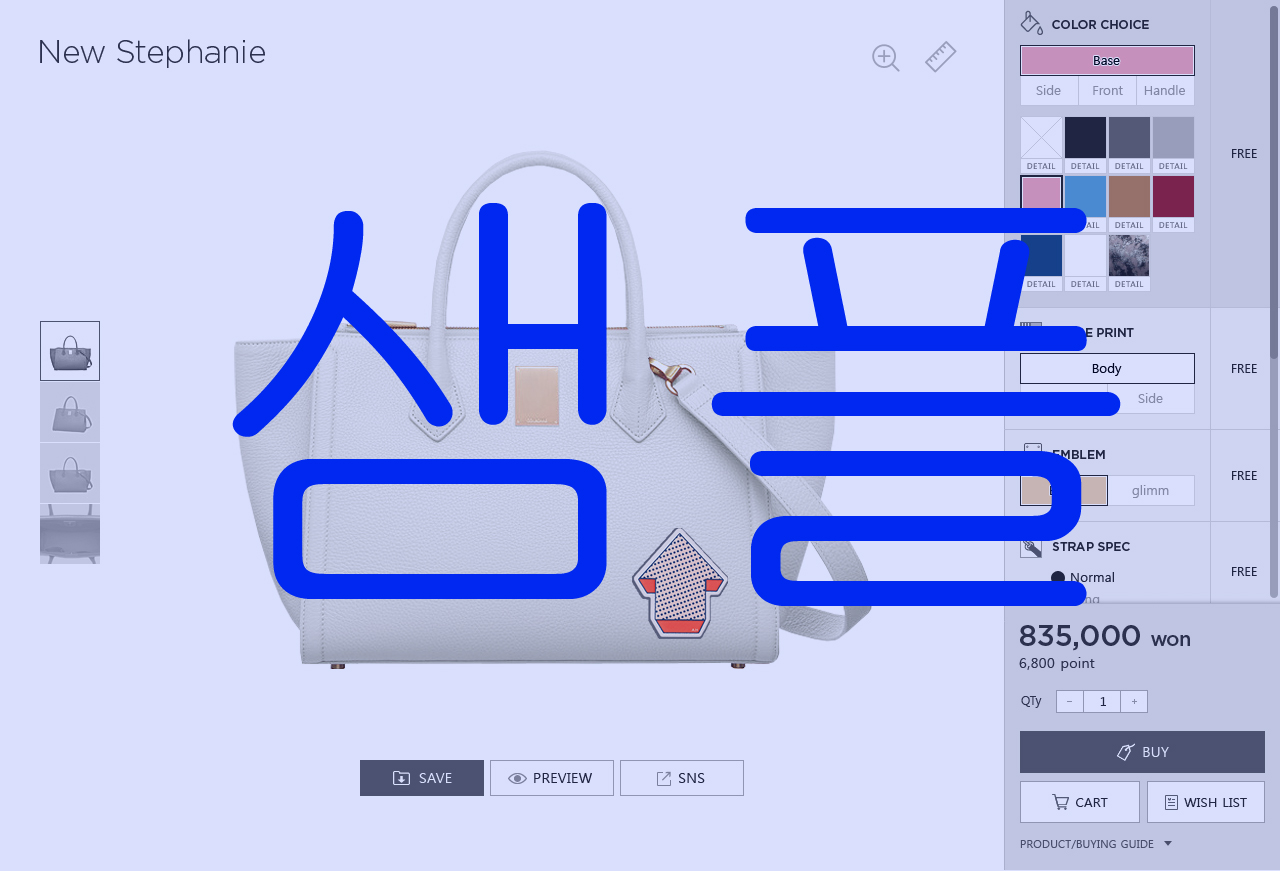 New Stephanie
샘플
SAVE
PREVIEW
SNS
COLOR CHOICE
Base
Side Front Handle
DETAIL DETAIL DETAIL DETAIL
DETAIL DETAIL DETAIL
DETAIL DETAIL DETAIL
FREE
PRINT
Body
Side
FREE
EMBLEM
glimm
FREE
STRAP SPEC
Normal
FREE
835,000 won
6,800 point
QTy − 1 +
BUY
CART
WISH LIST
PRODUCT/BUYING GUIDE